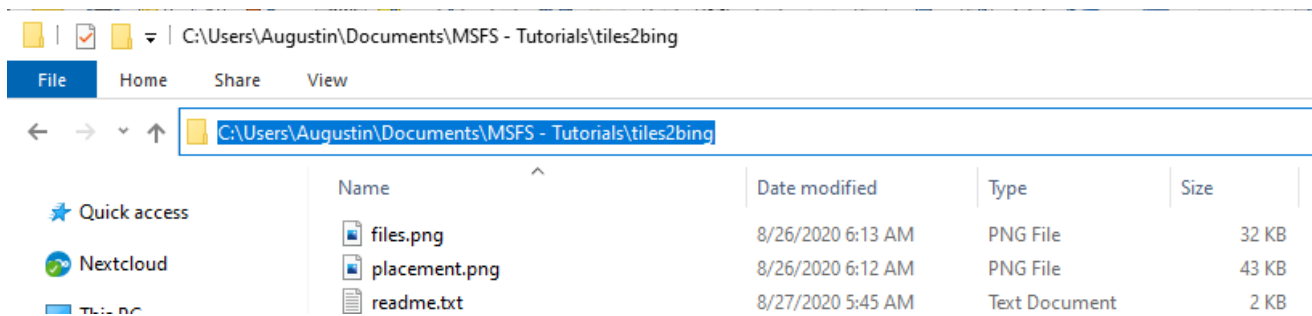 C:\Users\Augustin\Documents\MSFS - Tutorials\tiles2bing
File Home Share View
C:\Users\Augustin\Documents\MSFS - Tutorials\tiles2bing
Name Date modified Type Size
Quick access
files.png 8/26/2020 6:13 AM PNG File 32 KB
Nextcloud
placement.png 8/26/2020 6:12 AM PNG File 43 KB
This PC
readme.txt 8/27/2020 5:45 AM Text Document 2 KB